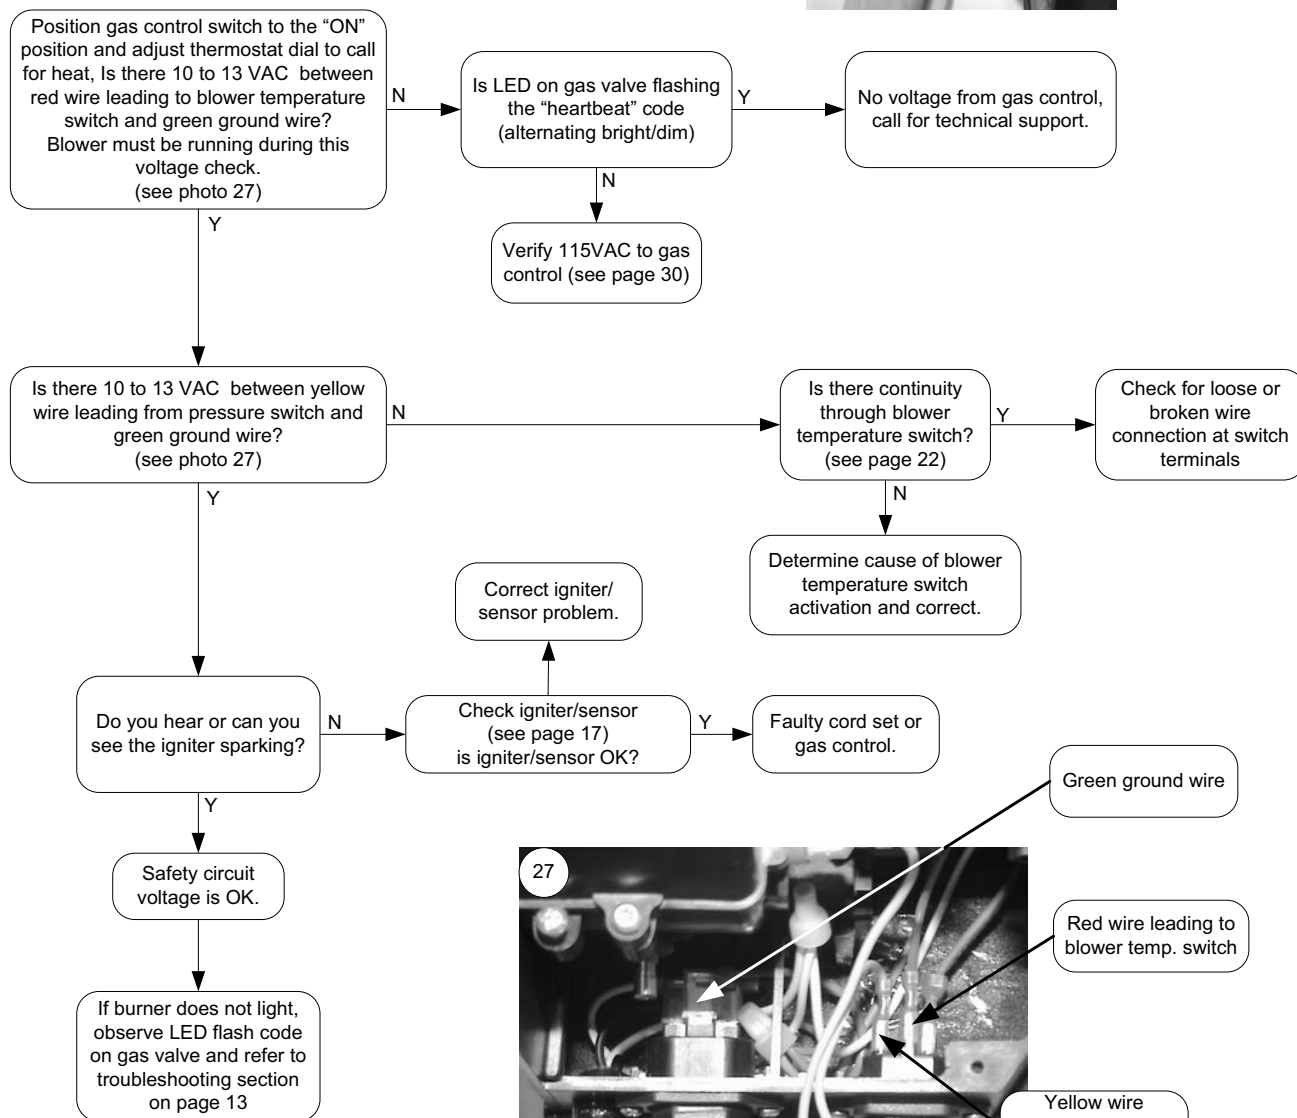 Position gas control switch to the “ON”
position and adjust thermostat dial to call
for heat, Is there 10 to 13 VAC between
red wire leading to blower temperature
switch and green ground wire?
Blower must be running during this
voltage check.
(see photo 27)
N
Is LED on gas valve flashing
the “heartbeat” code
(alternating bright/dim)
Y
No voltage from gas control,
call for technical support.
N
Verify 115VAC to gas
control (see page 30)
Y
Is there 10 to 13 VAC between yellow
wire leading from pressure switch and
green ground wire?
(see photo 27)
N
Is there continuity
through blower
temperature switch?
(see page 22)
Y
Check for loose or
broken wire
connection at switch
terminals
N
Determine cause of blower
temperature switch
activation and correct.
Y
Do you hear or can you
see the igniter sparking?
N
Check igniter/sensor
(see page 17)
is igniter/sensor OK?
Correct igniter/
sensor problem.
Y
Faulty cord set or
gas control.
Y
Safety circuit
voltage is OK.
If burner does not light,
observe LED flash code
on gas valve and refer to
troubleshooting section
on page 13
27
Green ground wire
Red wire leading to
blower temp. switch
Yellow wire